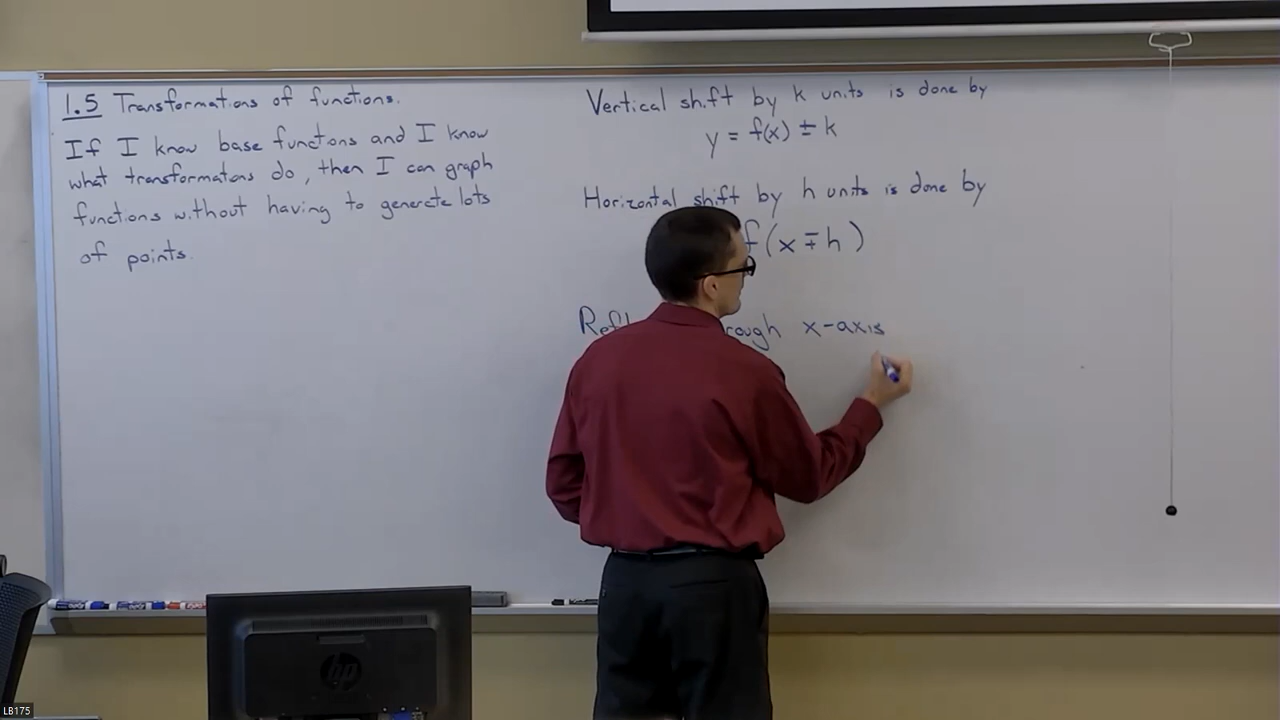 1.5 Transformations of functions.
If I know base functions and I know
what transformations do, then I can graph
functions without having to generate lots
of points.
Vertical shift by k units is done by
y = f(x) ± k
Horizontal shift by h units is done by
f(x ∓ h)
x-axis
hp
LB175